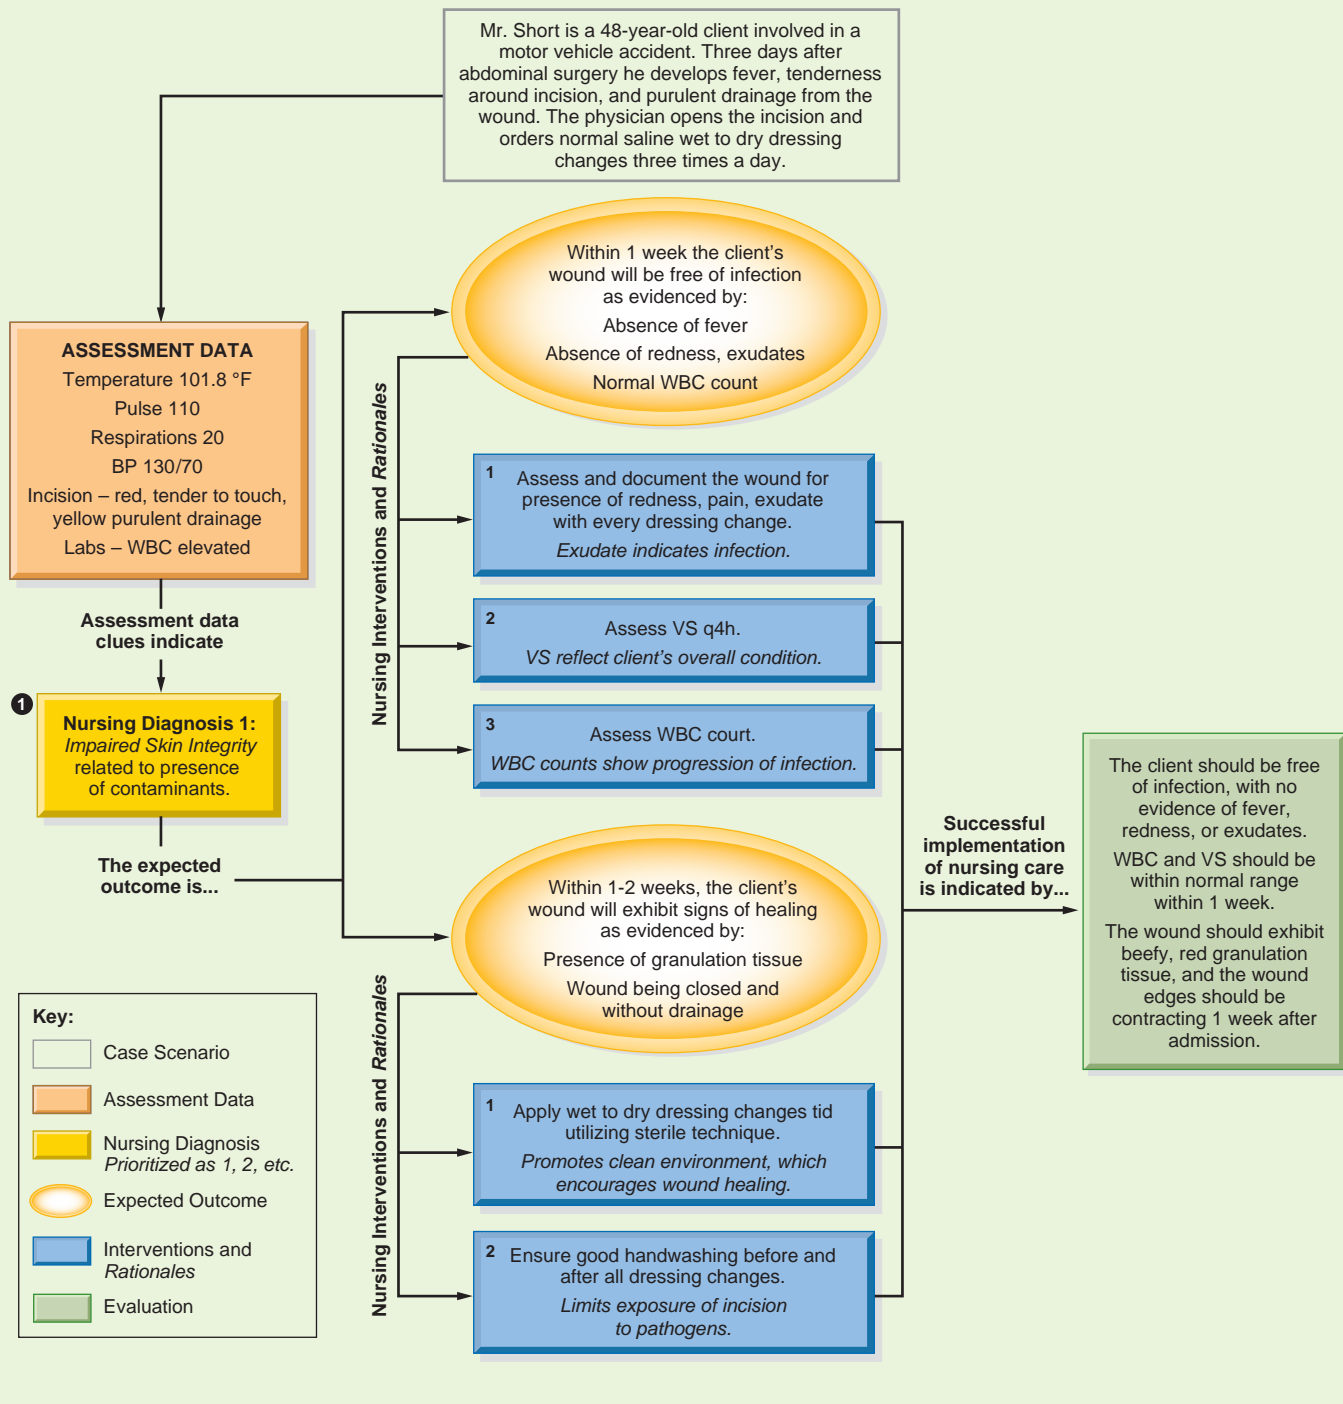 Mr. Short is a 48-year-old client involved in a
motor vehicle accident. Three days after
abdominal surgery he develops fever, tenderness
around incision, and purulent drainage from the
wound. The physician opens the incision and
orders normal saline wet to dry dressing
changes three times a day.
ASSESSMENT DATA
Temperature 101.8 °F
Pulse 110
Respirations 20
BP 130/70
Incision – red, tender to touch,
yellow purulent drainage
Labs – WBC elevated
Assessment data
clues indicate
1
Nursing Diagnosis 1:
Impaired Skin Integrity
related to presence
of contaminants.
The expected
outcome is...
Within 1 week the client’s
wound will be free of infection
as evidenced by:
Absence of fever
Absence of redness, exudates
Normal WBC count
Nursing Interventions and Rationales
1 Assess and document the wound for
presence of redness, pain, exudate
with every dressing change.
Exudate indicates infection.
2 Assess VS q4h.
VS reflect client’s overall condition.
3 Assess WBC court.
WBC counts show progression of infection.
Within 1-2 weeks, the client’s
wound will exhibit signs of healing
as evidenced by:
Presence of granulation tissue
Wound being closed and
without drainage
Nursing Interventions and Rationales
1 Apply wet to dry dressing changes tid
utilizing sterile technique.
Promotes clean environment, which
encourages wound healing.
2 Ensure good handwashing before and
after all dressing changes.
Limits exposure of incision
to pathogens.
Successful
implementation
of nursing care
is indicated by...
The client should be free
of infection, with no
evidence of fever,
redness, or exudates.
WBC and VS should be
within normal range
within 1 week.
The wound should exhibit
beefy, red granulation
tissue, and the wound
edges should be
contracting 1 week after
admission.
Key:
Case Scenario
Assessment Data
Nursing Diagnosis
Prioritized as 1, 2, etc.
Expected Outcome
Interventions and
Rationales
Evaluation